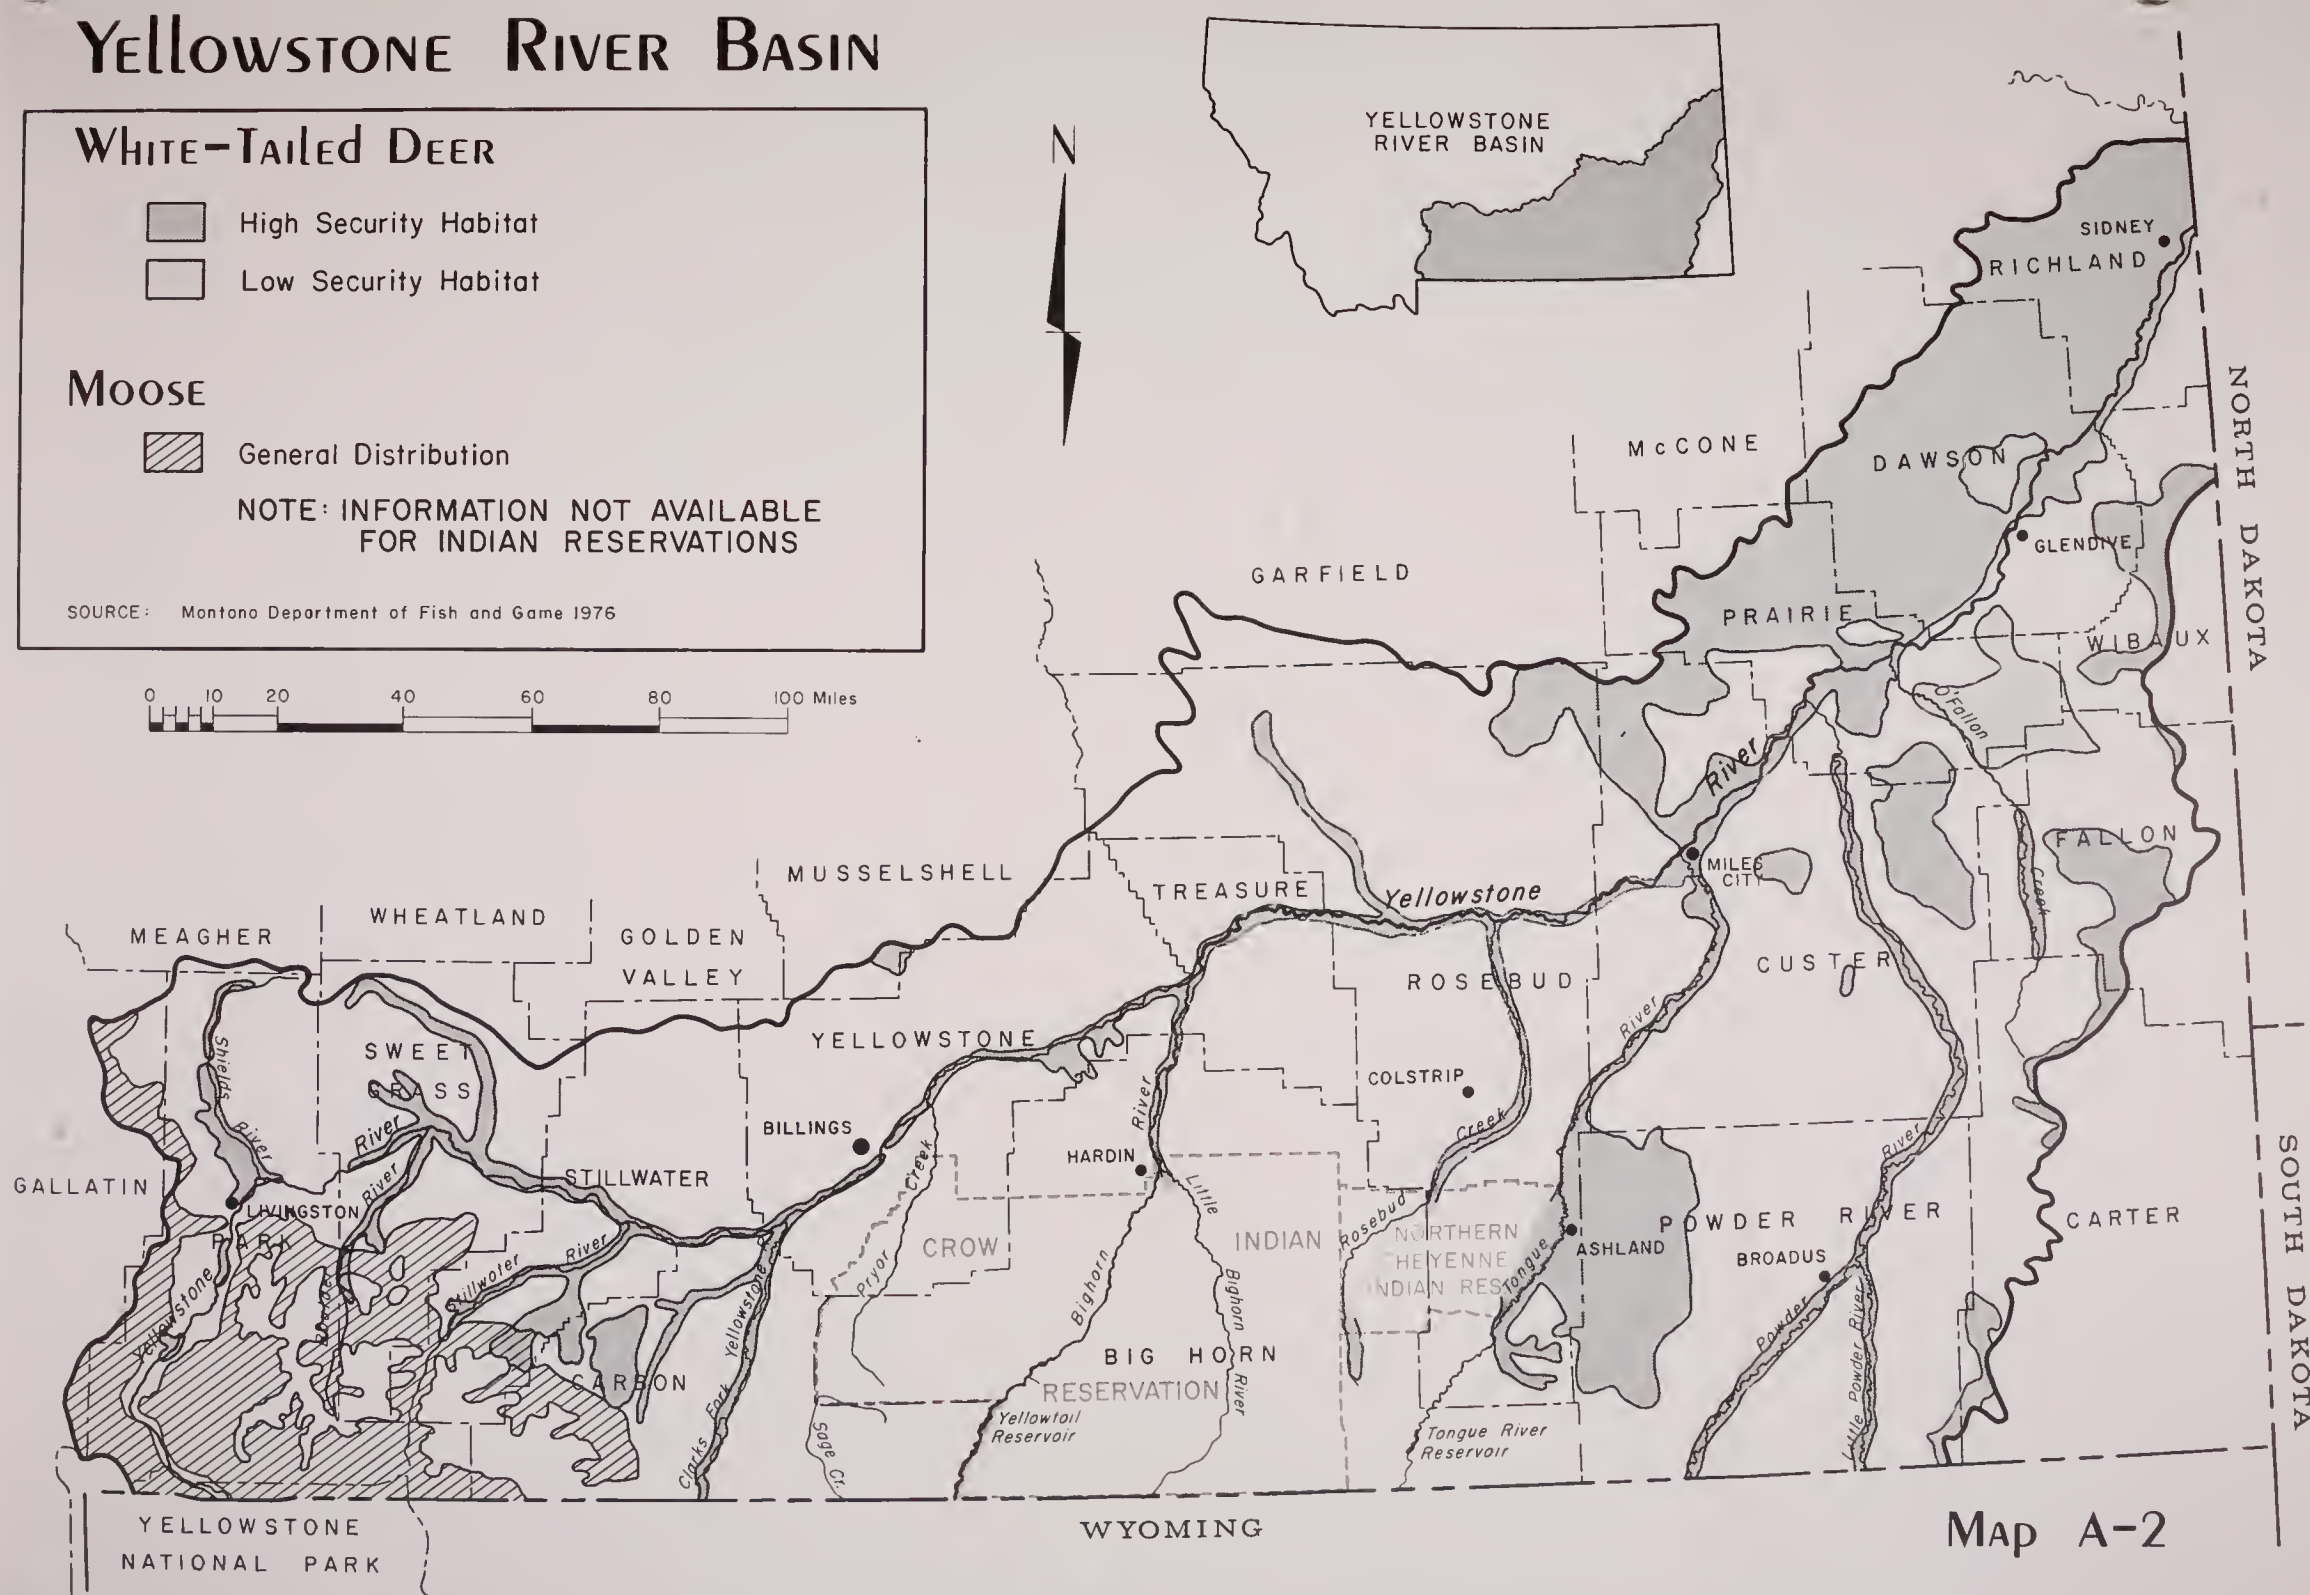 YEllOWSTONE RIVER BASIN
WHITE-TAILEd DEER
High Security Habitat
Low Security Habitat
MOOSE
General Distribution
NOTE: INFORMATION NOT AVAILABLE
FOR INDIAN RESERVATIONS
SOURCE: Montana Department of Fish and Game 1976
0 10 20 40 60 80 100 Miles
N
YELLOWSTONE
RIVER BASIN
SIDNEY
RICHLAND
NORTH DAKOTA
McCONE
DAWSON
GLENDIVE
GARFIELD
PRAIRIE
WIBAUX
O'Fallon
Creek
River
FALLON
MILES
CITY
MUSSELSHELL
TREASURE
Yellowstone
WHEATLAND
MEAGHER
GOLDEN
VALLEY
CUSTER
ROSEBUD
River
YELLOWSTONE
SWEET
GRASS
Shields
River
River
COLSTRIP
Creek
River
BILLINGS
HARDIN
River
Creek
Pryor
STILLWATER
GALLATIN
LIVINGSTON
PARK
River
Yellowstone
Boulder
Stillwater
River
CARBON
Clarks Fork
Yellowstone
CROW
INDIAN
RESERVATION
Little
Bighorn
River
Bighorn
BIG HORN
Rosebud
NORTHERN
HEYENNE
INDIAN RES
Tongue
ASHLAND
POWDER RIVER
BROADUS
CARTER
Powder
River
Little Powder River
Sage Cr.
Yellowtail
Reservoir
Tongue River
Reservoir
SOUTH DAKOTA
YELLOWSTONE
NATIONAL PARK
WYOMING
MAp A-2